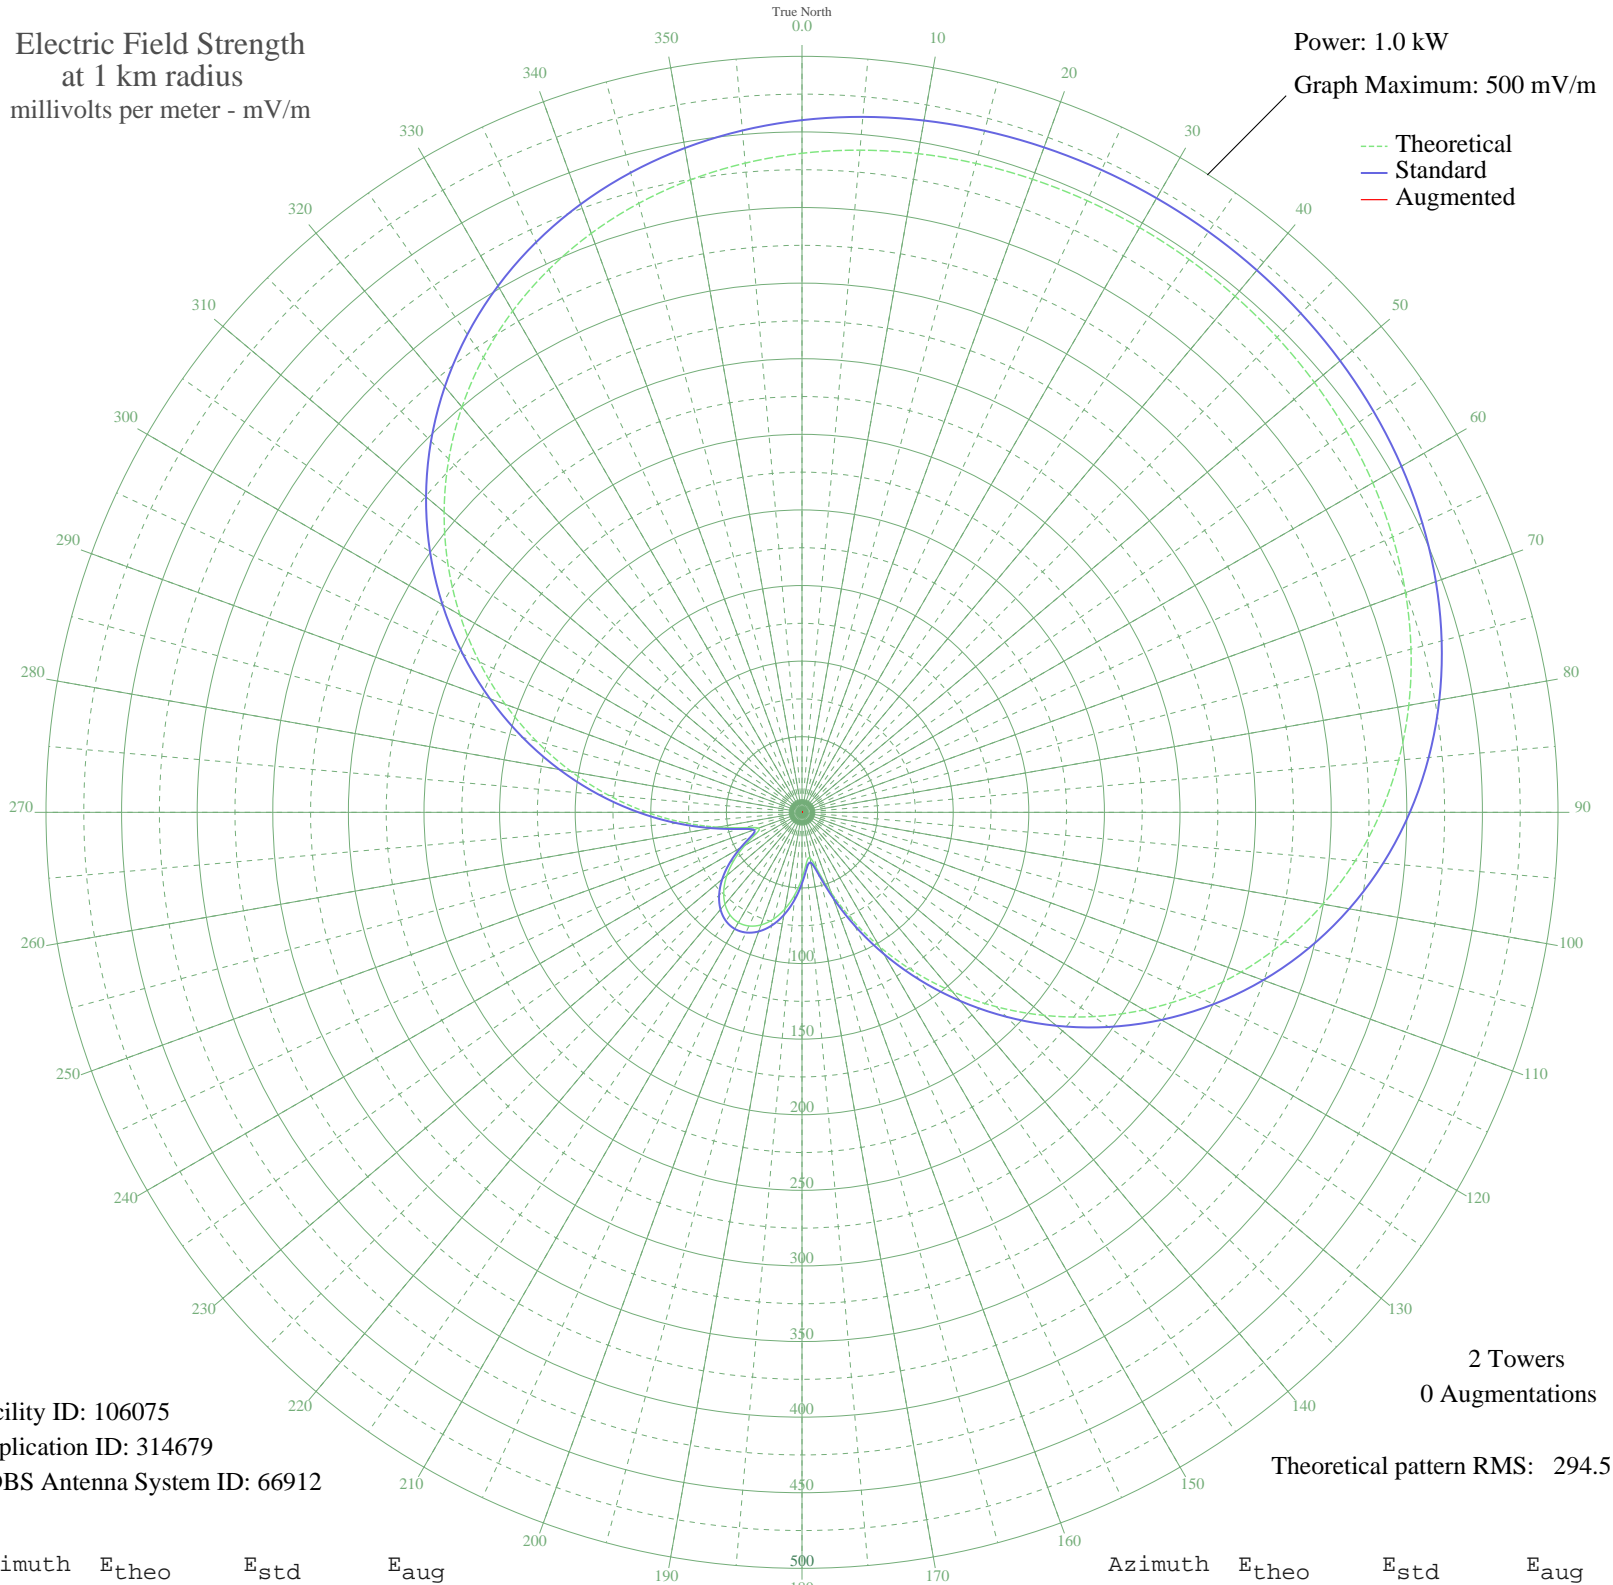 True North
0.0
Electric Field Strength
at 1 km radius
millivolts per meter - mV/m
Power: 1.0 kW
Graph Maximum: 500 mV/m
Theoretical
Standard
Augmented
10
20
30
40
50
60
70
80
90
100
110
120
130
140
150
160
170
190
200
210
220
230
240
250
260
270
280
290
300
310
320
330
340
350
100
150
200
250
300
350
400
450
500
2 Towers
0 Augmentations
Theoretical pattern RMS: 294.5
cility ID: 106075
plication ID: 314679
DBS Antenna System ID: 66912
imuth Etheo Estd Eaug
Azimuth Etheo Estd Eaug